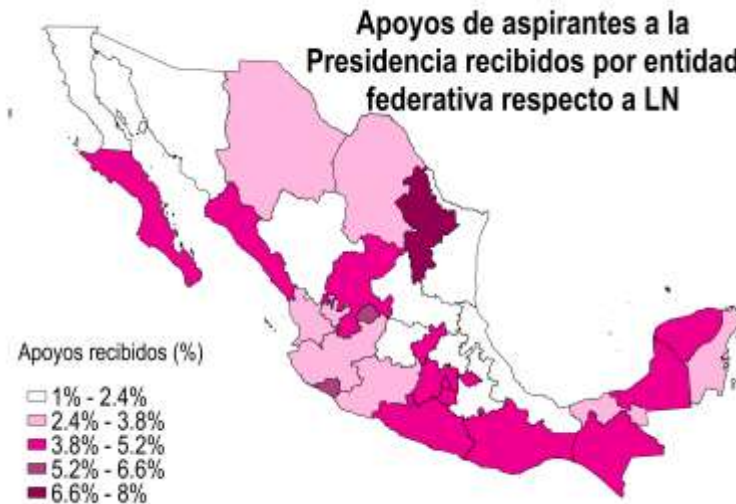 Apoyos de aspirantes a la
Presidencia recibidos por entidad
federativa respecto a LN
Apoyos recibidos (%)
1% - 2.4%
2.4% - 3.8%
3.8% - 5.2%
5.2% - 6.6%
6.6% - 8%